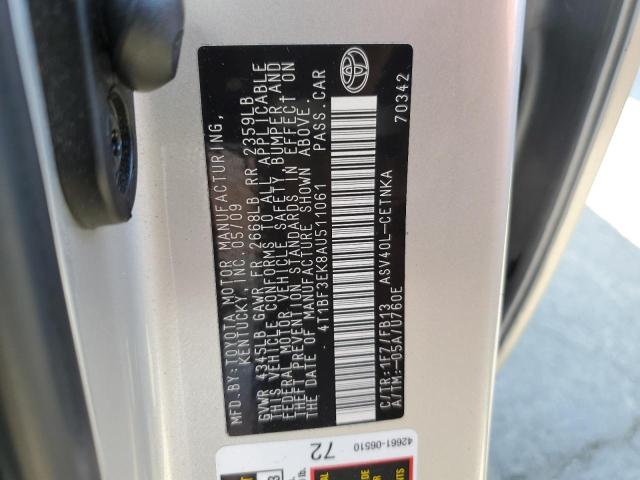 MFD.BY:TOYOTA MOTOR MANUFACTURING,
KENTUCKY, INC. 05/09
GVWR 4345LB GAWR FR 2668LB RR 2359LB
THIS VEHICLE CONFORMS TO ALL APPLICABLE
FEDERAL MOTOR VEHICLE SAFETY, BUMPER, AND
THEFT PREVENTION STANDARDS IN EFFECT ON
THE DATE OF MANUFACTURE SHOWN ABOVE.
4T1BF3EK8AU511061 PASS.CAR
C/TR:1F7/FB13 ASV40L-CETNKA
A/TM:-05A/U760E 70342
42661-06510
72